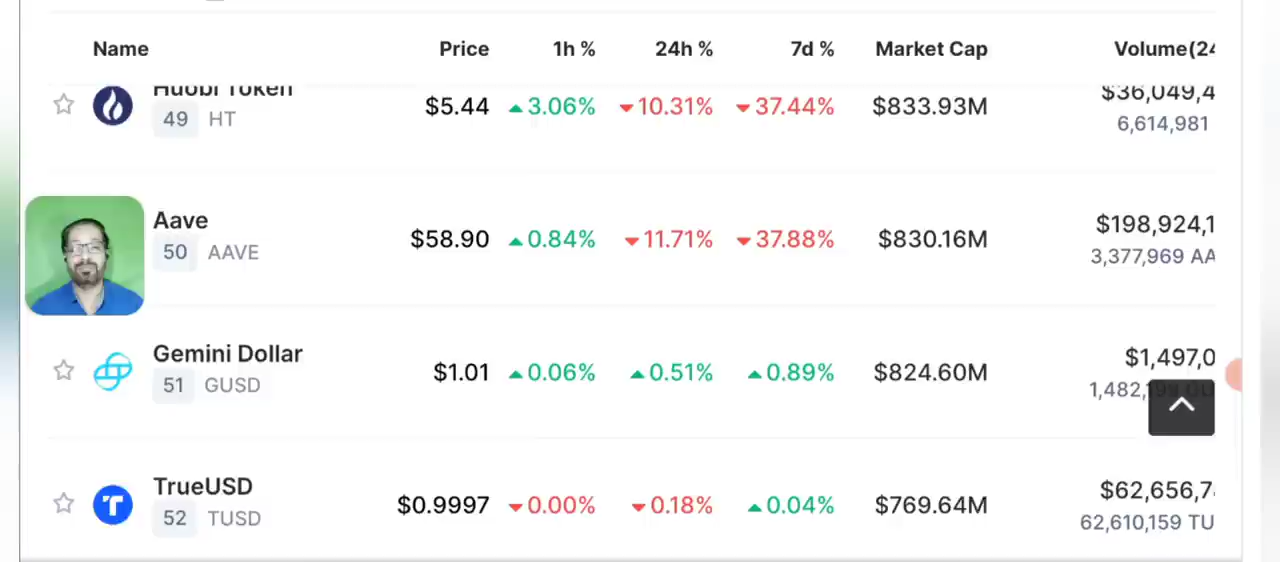 Name Price 1h % 24h % 7d % Market Cap Volume(24
Huobi Token
49 HT $5.44 3.06% 10.31% 37.44% $833.93M $36,049,4
6,614,981
Aave
50 AAVE $58.90 0.84% 11.71% 37.88% $830.16M $198,924,1
3,377,969 AA
Gemini Dollar
51 GUSD $1.01 0.06% 0.51% 0.89% $824.60M $1,497,0
1,482,
TrueUSD
52 TUSD $0.9997 0.00% 0.18% 0.04% $769.64M $62,656,7
62,610,159 TU